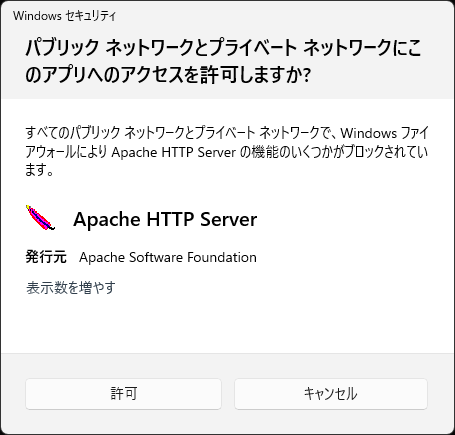 Windows セキュリティ
パブリック ネットワークとプライベート ネットワークにこ
のアプリへのアクセスを許可しますか?
すべてのパブリック ネットワークとプライベート ネットワークで、Windows ファイ
アウォールにより Apache HTTP Server の機能のいくつかがブロックされてい
ます。
Apache HTTP Server
発行元 Apache Software Foundation
表示数を増やす
許可
キャンセル